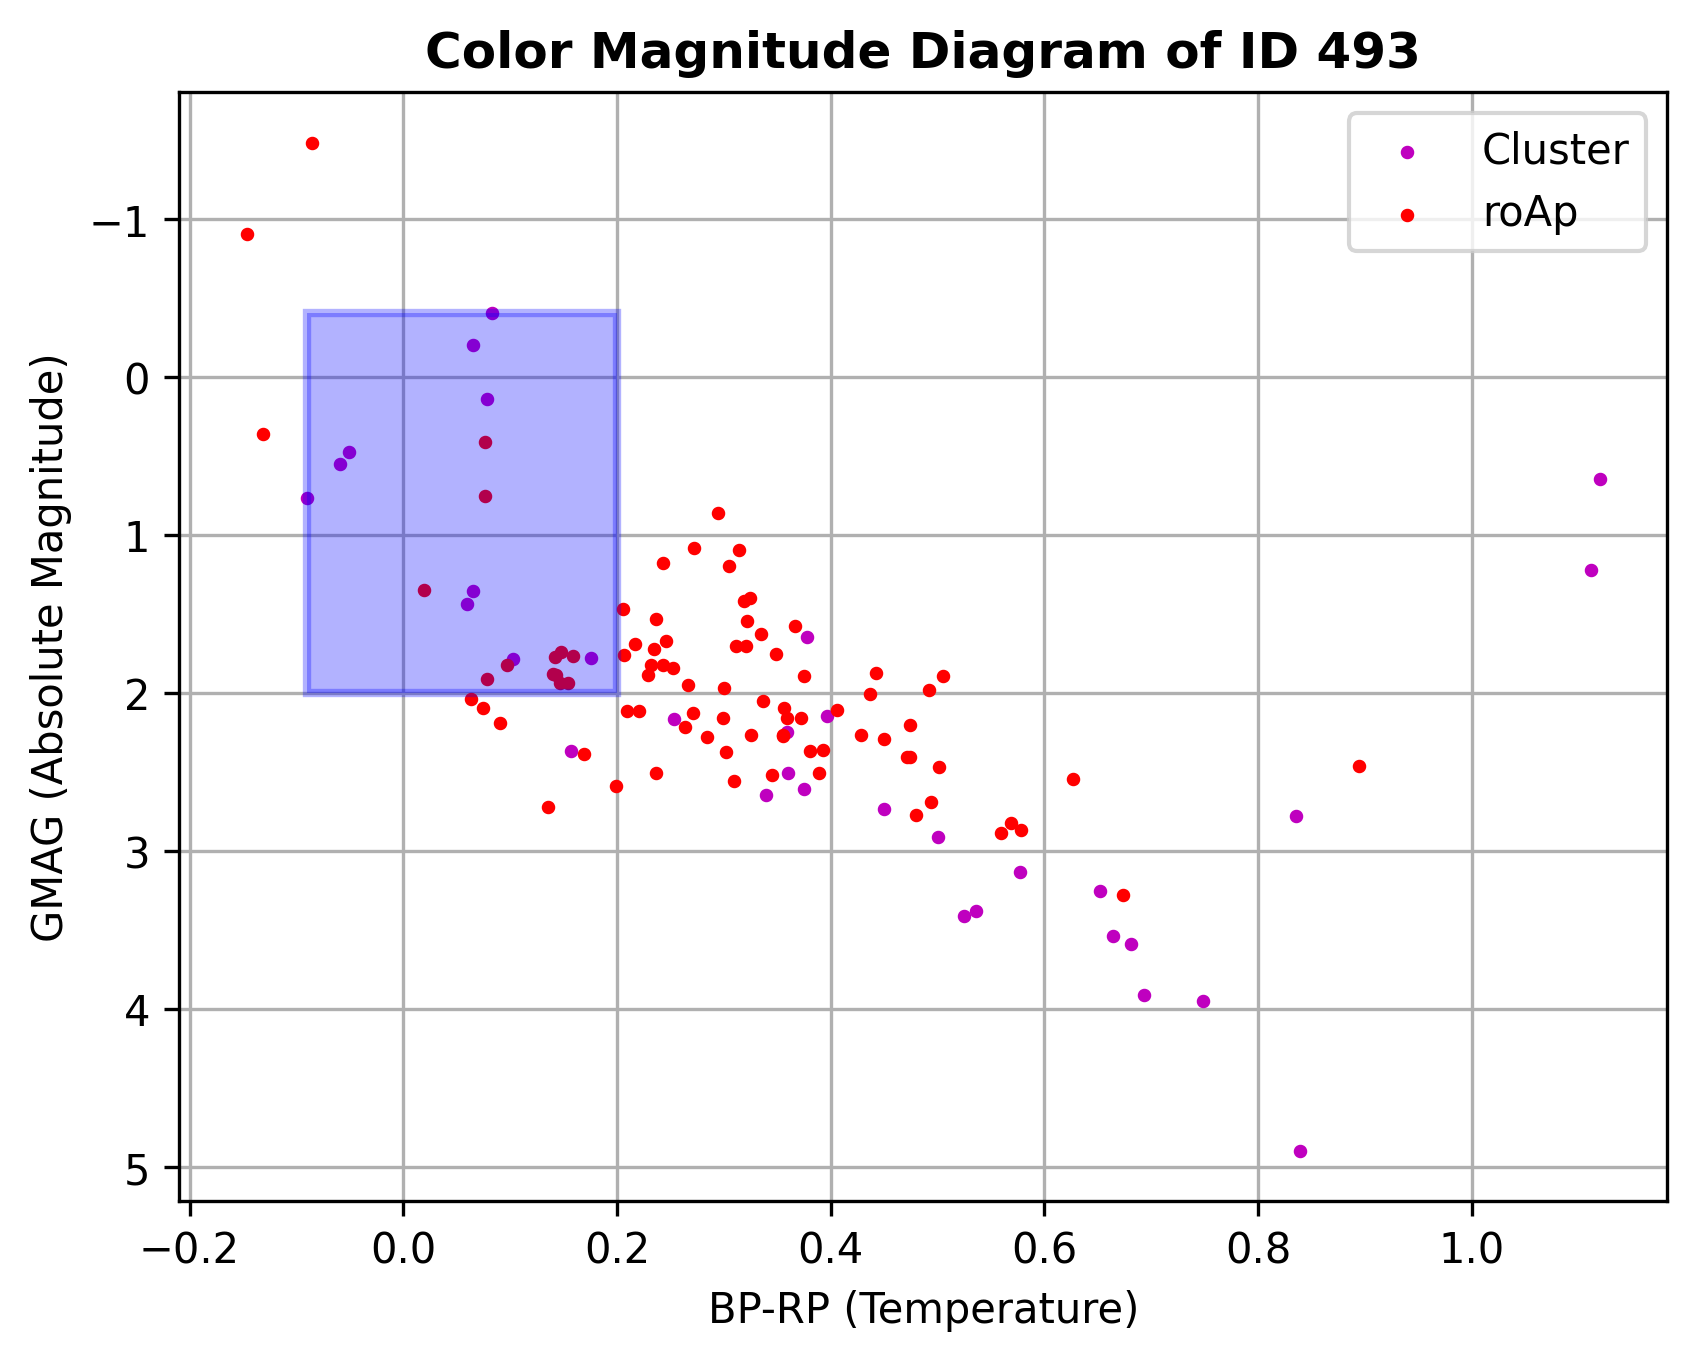 Color Magnitude Diagram of ID 493
Cluster
roAp
GMAG (Absolute Magnitude)
−1
0
1
2
3
4
5
−0.2 0.0 0.2 0.4 0.6 0.8 1.0
BP-RP (Temperature)